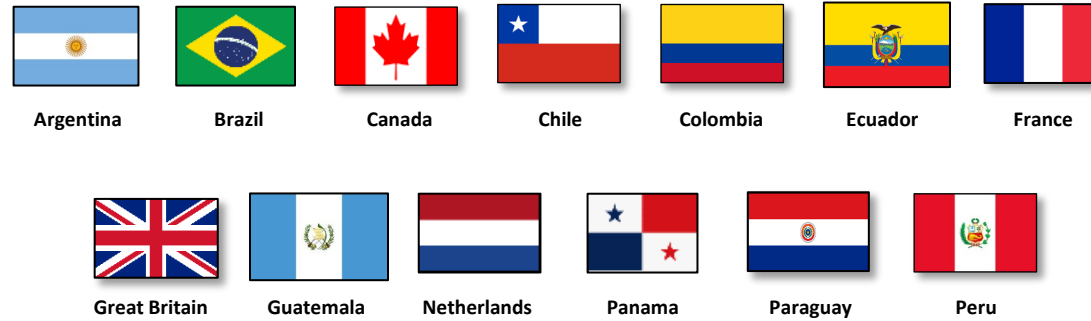 Argentina Brazil Canada Chile Colombia Ecuador France
Great Britain Guatemala Netherlands Panama Paraguay Peru